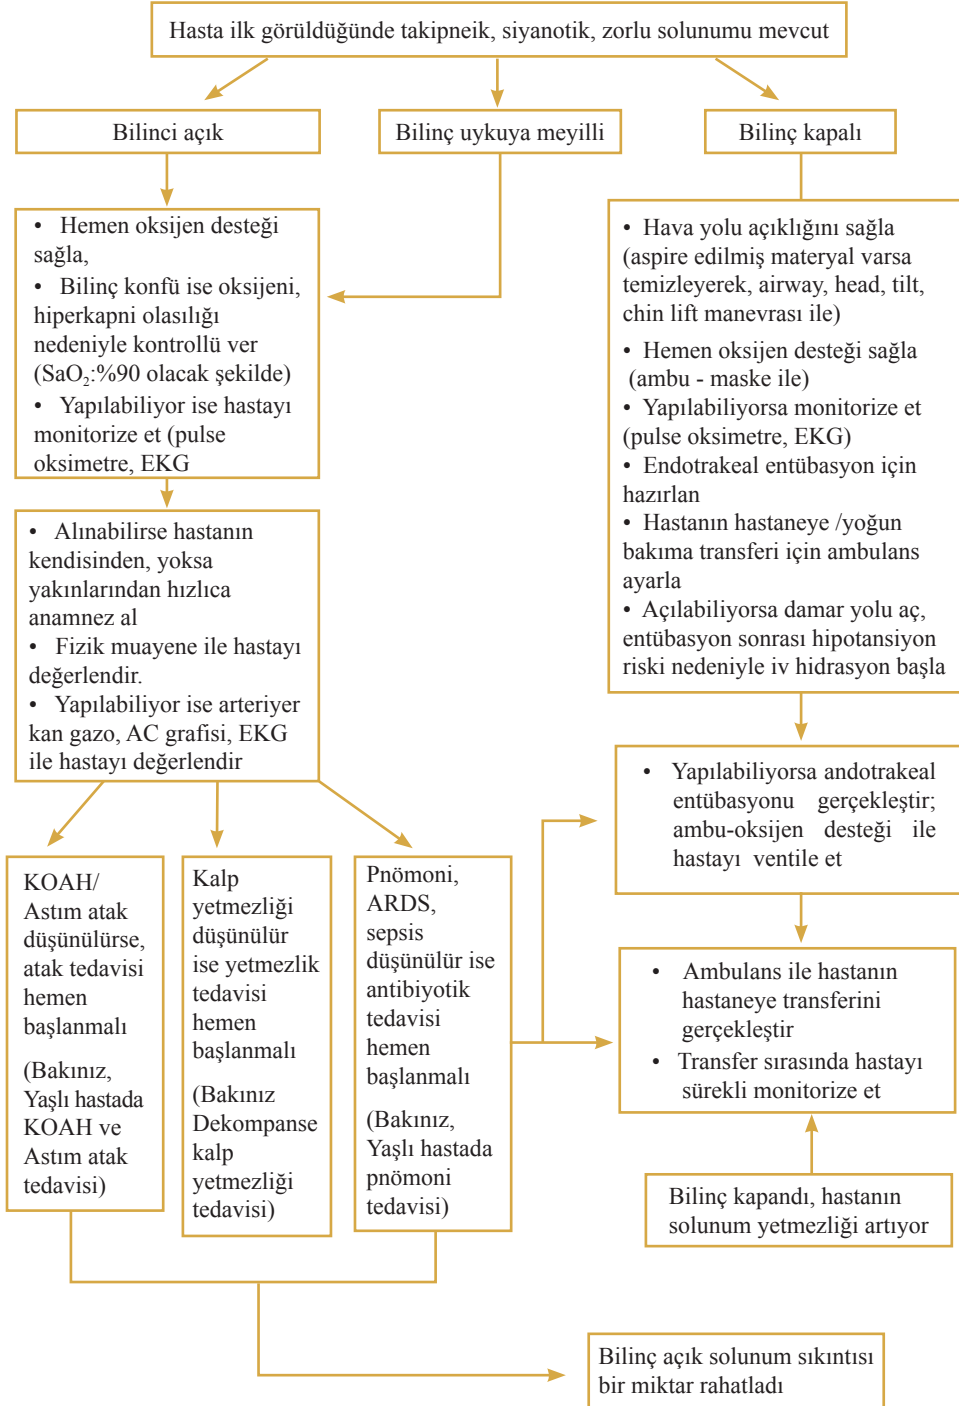 Hasta ilk görüldüğünde takipneik, siyanotik, zorlu solunumu mevcut
Bilinci açık
Bilinç uykuya meyilli
Bilinç kapalı
• Hemen oksijen desteği
sağla,
• Bilinç konfü ise oksijeni,
hiperkapni olasılığı
nedeniyle kontrollü ver
(SaO₂:%90 olacak şekilde)
• Yapılabiliyor ise hastayı
monitorize et (pulse
oksimetre, EKG
• Alınabilirse hastanın
kendisinden, yoksa
yakınlarından hızlıca
anamnez al
• Fizik muayene ile hastayı
değerlendir.
• Yapılabiliyor ise arteriyer
kan gazo, AC grafisi, EKG
ile hastayı değerlendir
KOAH/
Astım atak
düşünülürse,
atak tedavisi
hemen
başlanmalı
(Bakınız,
Yaşlı hastada
KOAH ve
Astım atak
tedavisi)
Kalp
yetmezliği
düşünülür
ise yetmezlik
tedavisi
hemen
başlanmalı
(Bakınız
Dekompanse
kalp
yetmezliği
tedavisi)
Pnömoni,
ARDS,
sepsis
düşünülür ise
antibiyotik
tedavisi
hemen
başlanmalı
(Bakınız,
Yaşlı hastada
pnömoni
tedavisi)
• Hava yolu açıklığını sağla
(aspire edilmiş materyal varsa
temizleyerek, airway, head, tilt,
chin lift manevrası ile)
• Hemen oksijen desteği sağla
(ambu - maske ile)
• Yapılabiliyorsa monitorize et
(pulse oksimetre, EKG)
• Endotrakeal entübasyon için
hazırlan
• Hastanın hastaneye /yoğun
bakıma transferi için ambulans
ayarla
• Açılabiliyorsa damar yolu aç,
entübasyon sonrası hipotansiyon
riski nedeniyle iv hidrasyon başla
• Yapılabiliyorsa andotrakeal
entübasyonu gerçekleştir;
ambu-oksijen desteği ile
hastayı ventile et
• Ambulans ile hastanın
hastaneye transferini
gerçekleştir
• Transfer sırasında hastayı
sürekli monitorize et
Bilinç kapandı, hastanın
solunum yetmezliği artıyor
Bilinç açık solunum sıkıntısı
bir miktar rahatladı